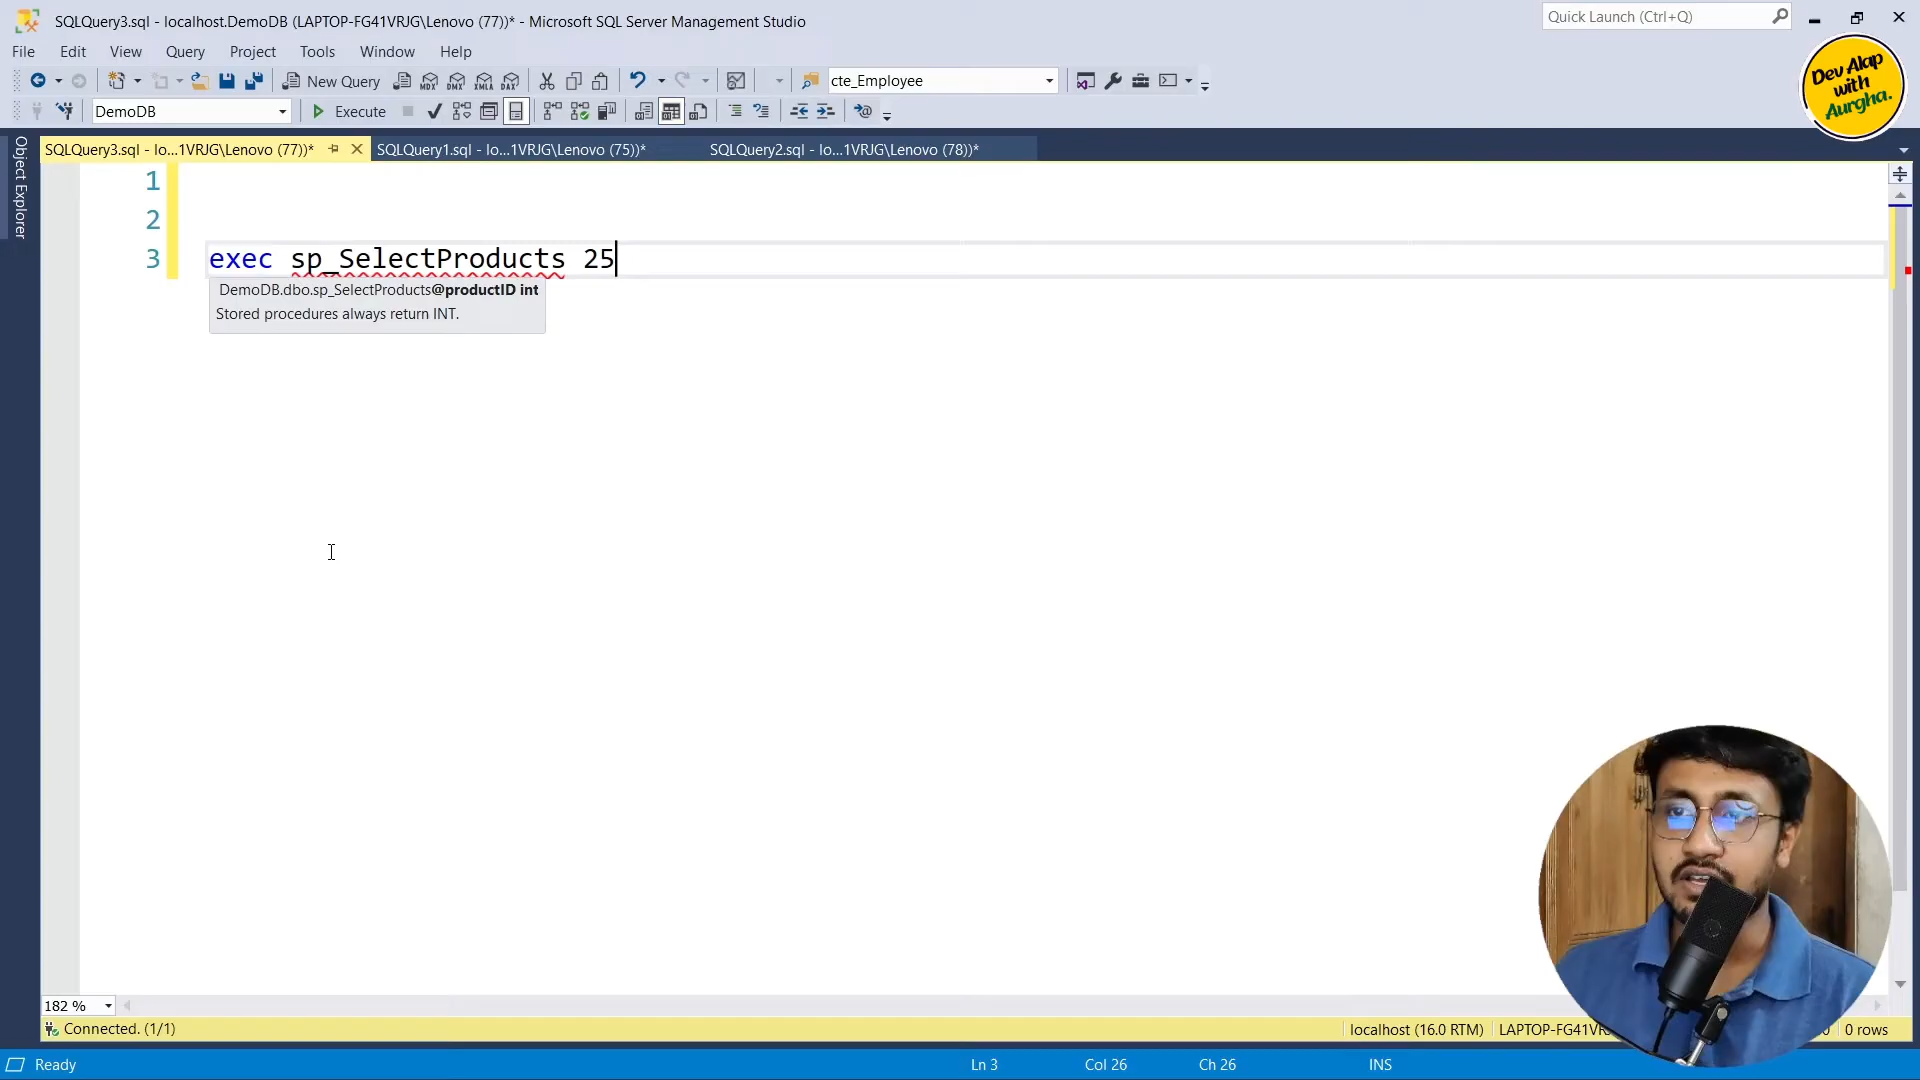 SQLQuery3.sql - localhost.DemoDB (LAPTOP-FG41VRJG\Lenovo (77))* - Microsoft SQL Server Management Studio
Quick Launch (Ctrl+Q)
File Edit View Query Project Tools Window Help
New Query MDX DMX XMLA DAX cte_Employee
DemoDB Execute
Dev Alap
with
Aurgha.
Object Explorer
SQLQuery3.sql - lo...1VRJG\Lenovo (77))* SQLQuery1.sql - lo...1VRJG\Lenovo (75))* SQLQuery2.sql - lo...1VRJG\Lenovo (78))*
1
2
3 exec sp_SelectProducts 25
DemoDB.dbo.sp_SelectProducts@productID int
Stored procedures always return INT.
182 %
Connected. (1/1) localhost (16.0 RTM) 0 rows
Ready Ln 3 Col 26 Ch 26 INS